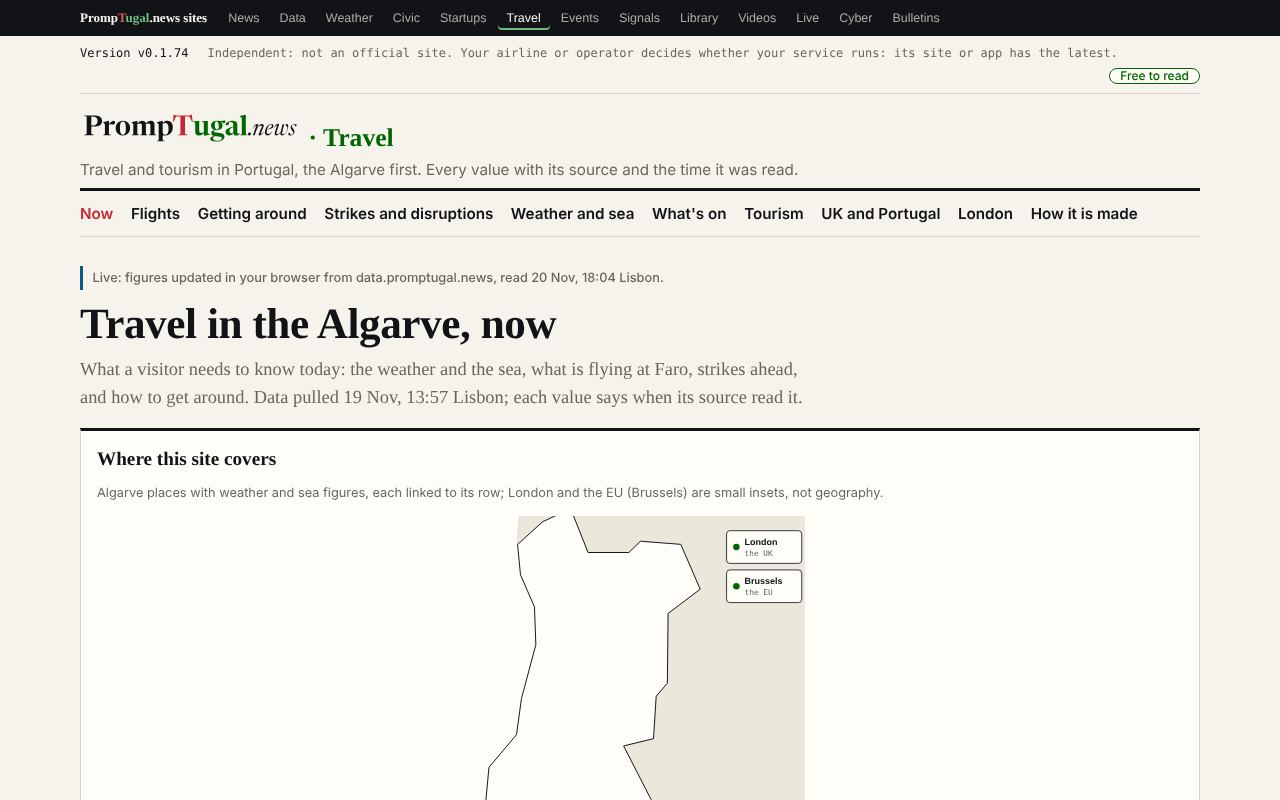 PrompTugal.news sites News Data Weather Civic Startups Travel Events Signals Library Videos Live Cyber Bulletins
Version v0.1.74 Independent: not an official site. Your airline or operator decides whether your service runs: its site or app has the latest.
Free to read
PrompTugal.news · Travel
Travel and tourism in Portugal, the Algarve first. Every value with its source and the time it was read.
Now Flights Getting around Strikes and disruptions Weather and sea What's on Tourism UK and Portugal London How it is made
Live: figures updated in your browser from data.promptugal.news, read 20 Nov, 18:04 Lisbon.
Travel in the Algarve, now
What a visitor needs to know today: the weather and the sea, what is flying at Faro, strikes ahead,
and how to get around. Data pulled 19 Nov, 13:57 Lisbon; each value says when its source read it.
Where this site covers
Algarve places with weather and sea figures, each linked to its row; London and the EU (Brussels) are small insets, not geography.
London
the UK
Brussels
the EU